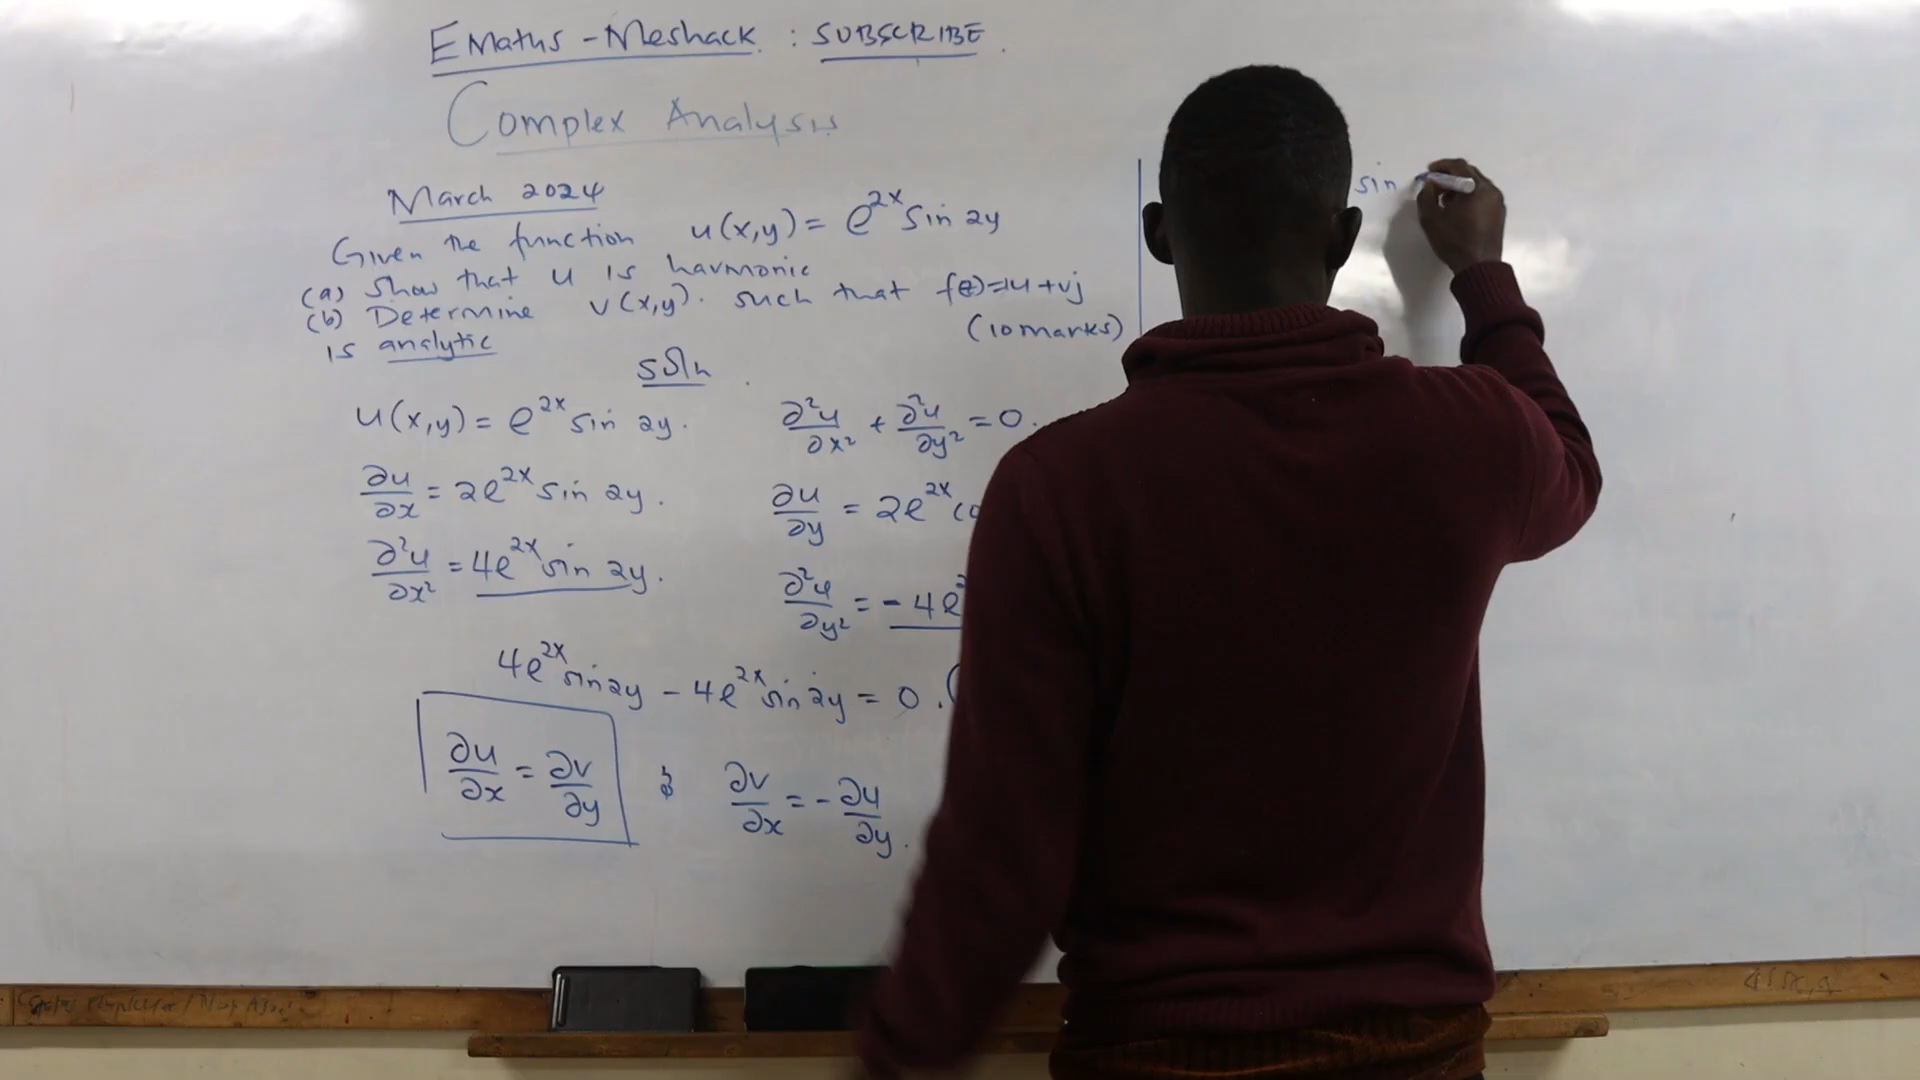 EMaths - Meshack : SUBSCRIBE
Complex Analysis
March 2024
Given the function u(x,y) = e^{2x} sin 2y
(a) show that u is harmonic
(b) Determine v(x,y). such that f(z)=u+vj
is analytic (10 marks)
soln
u(x,y) = e^{2x} sin 2y.
∂²u/∂x² + ∂²u/∂y² = 0.
∂u/∂x = 2e^{2x} sin 2y.
∂u/∂y = 2e^{2x} co
∂²u/∂x² = 4e^{2x} sin 2y.
∂²u/∂y² = - 4e
4e^{2x} sin 2y - 4e^{2x} sin 2y = 0. (
∂u/∂x = ∂v/∂y & ∂v/∂x = - ∂u/∂y.
sin